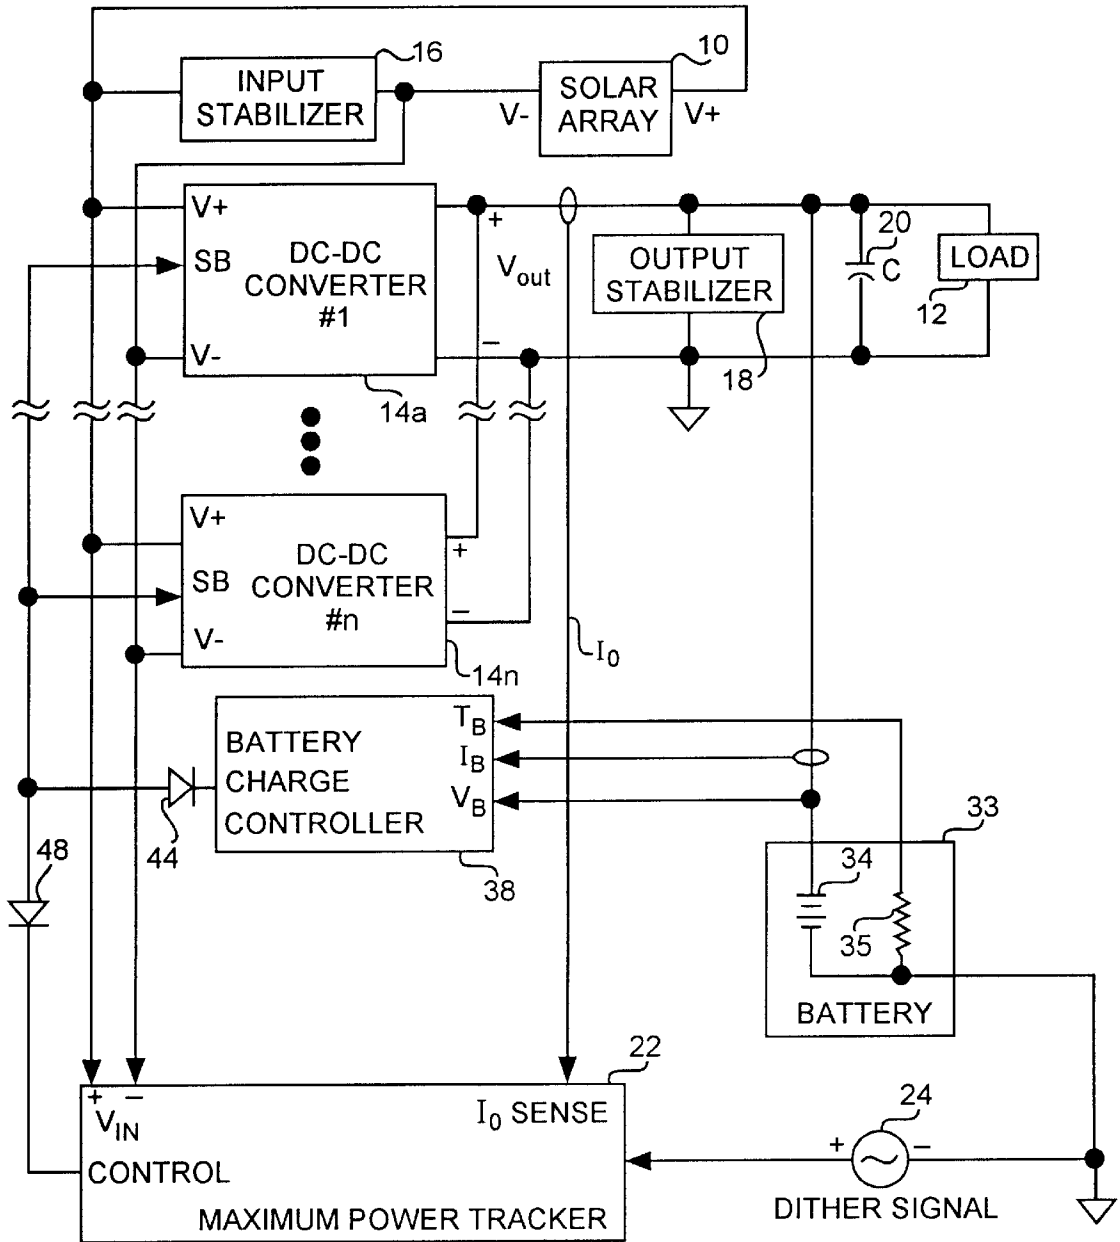 16
10
INPUT
STABILIZER
SOLAR
ARRAY
V-
V+
V+
SB
V-
DC-DC
CONVERTER
#1
+
Vout
−
OUTPUT
STABILIZER
20
C
LOAD
12
18
14a
V+
SB
V-
DC-DC
CONVERTER
#n
+
−
14n
I0
BATTERY
CHARGE
CONTROLLER
TB
IB
VB
44
38
48
33
34
35
BATTERY
22
+ −
VIN
I0 SENSE
CONTROL
MAXIMUM POWER TRACKER
24
+ −
DITHER SIGNAL